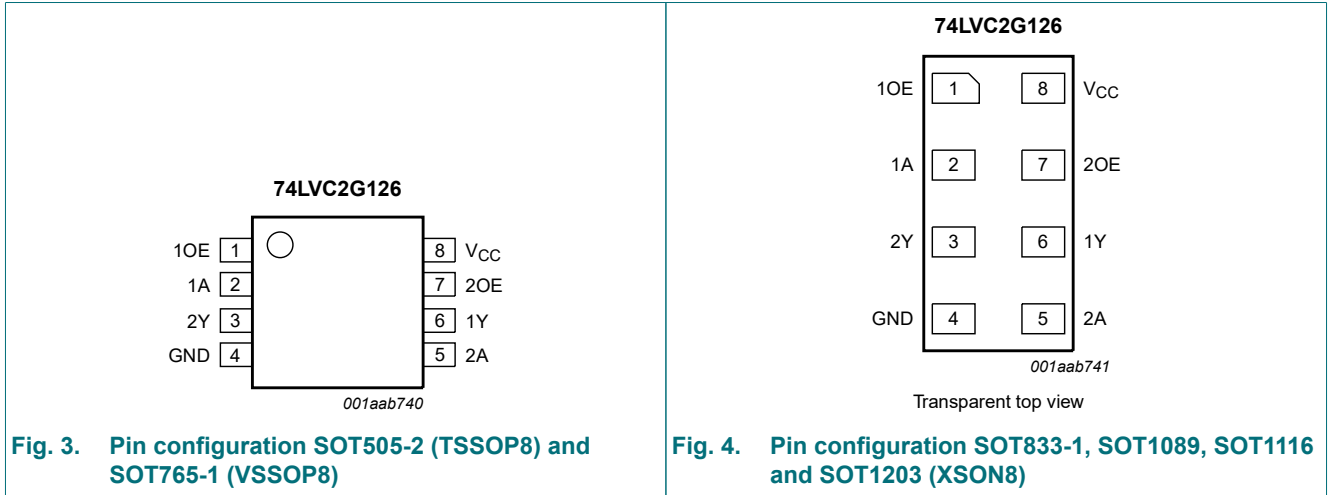 74LVC2G126
1OE 1
8 VCC
1A 2
7 2OE
2Y 3
6 1Y
GND 4
5 2A
001aab740
Fig. 3. Pin configuration SOT505-2 (TSSOP8) and
SOT765-1 (VSSOP8)
74LVC2G126
1OE 1
8 VCC
1A 2
7 2OE
2Y 3
6 1Y
GND 4
5 2A
001aab741
Transparent top view
Fig. 4. Pin configuration SOT833-1, SOT1089, SOT1116
and SOT1203 (XSON8)